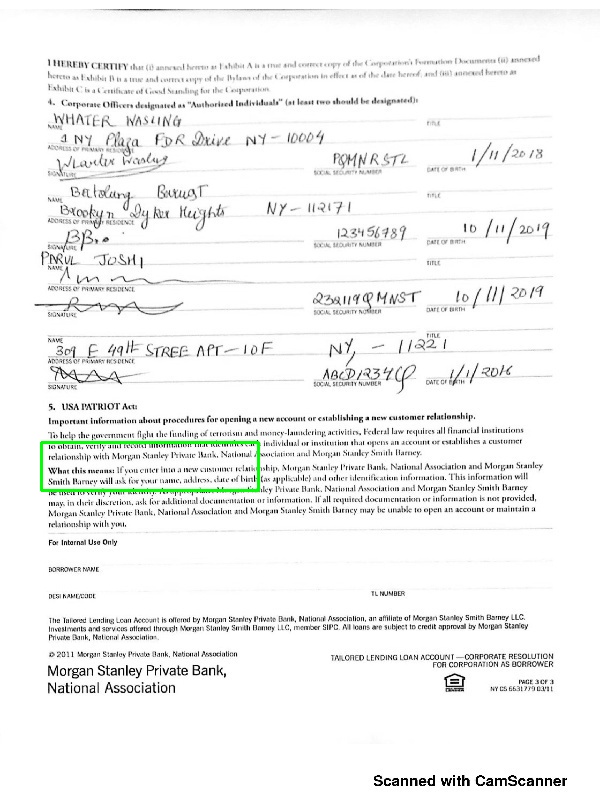 I HEREBY CERTIFY that (i) annexed hereto as Exhibit A is a true and correct copy of the Corporation's Formation Documents (ii) annexed
hereto as Exhibit B is a true and correct copy of the Bylaws of the Corporation in effect as of the date hereof, and (iii) annexed hereto as
Exhibit C is a Certificate of Good Standing for the Corporation.
4. Corporate Officers designated as "Authorized Individuals" (at least two should be designated):
WHATER WASLING
NAME TITLE
1 NY Plaza FDR Drive NY-10004
ADDRESS OF PRIMARY RESIDENCE
PQMNRSTL 1/11/2018
SIGNATURE SOCIAL SECURITY NUMBER DATE OF BIRTH
NAME TITLE
Brookyn Dyker Heights NY-112171
ADDRESS OF PRIMARY RESIDENCE
123456789 10/11/2019
SIGNATURE SOCIAL SECURITY NUMBER DATE OF BIRTH
PARUL JOSHI
NAME TITLE
ADDRESS OF PRIMARY RESIDENCE
10/11/2019
SIGNATURE SOCIAL SECURITY NUMBER DATE OF BIRTH
NAME TITLE
309 E 49tH STREE APT-10F NY, -11221
ADDRESS OF PRIMARY RESIDENCE
ABCD1234Q 1/1/2016
SIGNATURE SOCIAL SECURITY NUMBER DATE OF BIRTH
5. USA PATRIOT Act:
Important information about procedures for opening a new account or establishing a new customer relationship.
To help the government fight the funding of terrorism and money-laundering activities, Federal law requires all financial institutions
to obtain, verify and record information that identifies each individual or institution that opens an account or establishes a customer
relationship with Morgan Stanley Private Bank, National Association and Morgan Stanley Smith Barney.
What this means: If you enter into a new customer relationship, Morgan Stanley Private Bank, National Association and Morgan Stanley
Smith Barney will ask for your name, address, date of birth (as applicable) and other identification information. This information will
be used to verify your identity. As appropriate, Morgan Stanley Private Bank, National Association and Morgan Stanley Smith Barney
may, in their discretion, ask for additional documentation or information. If all required documentation or information is not provided,
Morgan Stanley Private Bank, National Association and Morgan Stanley Smith Barney may be unable to open an account or maintain a
relationship with you.
For Internal Use Only
BORROWER NAME
DESI NAME/CODE TL NUMBER
The Tailored Lending Loan Account is offered by Morgan Stanley Private Bank, National Association, an affiliate of Morgan Stanley Smith Barney LLC.
Investments and services offered through Morgan Stanley Smith Barney LLC, member SIPC. All loans are subject to credit approval by Morgan Stanley
Private Bank, National Association.
© 2011 Morgan Stanley Private Bank, National Association
Morgan Stanley Private Bank,
National Association
TAILORED LENDING LOAN ACCOUNT—CORPORATE RESOLUTION
FOR CORPORATION AS BORROWER
PAGE 3 OF 3
NY CS 6631779 03/11
Scanned with CamScanner